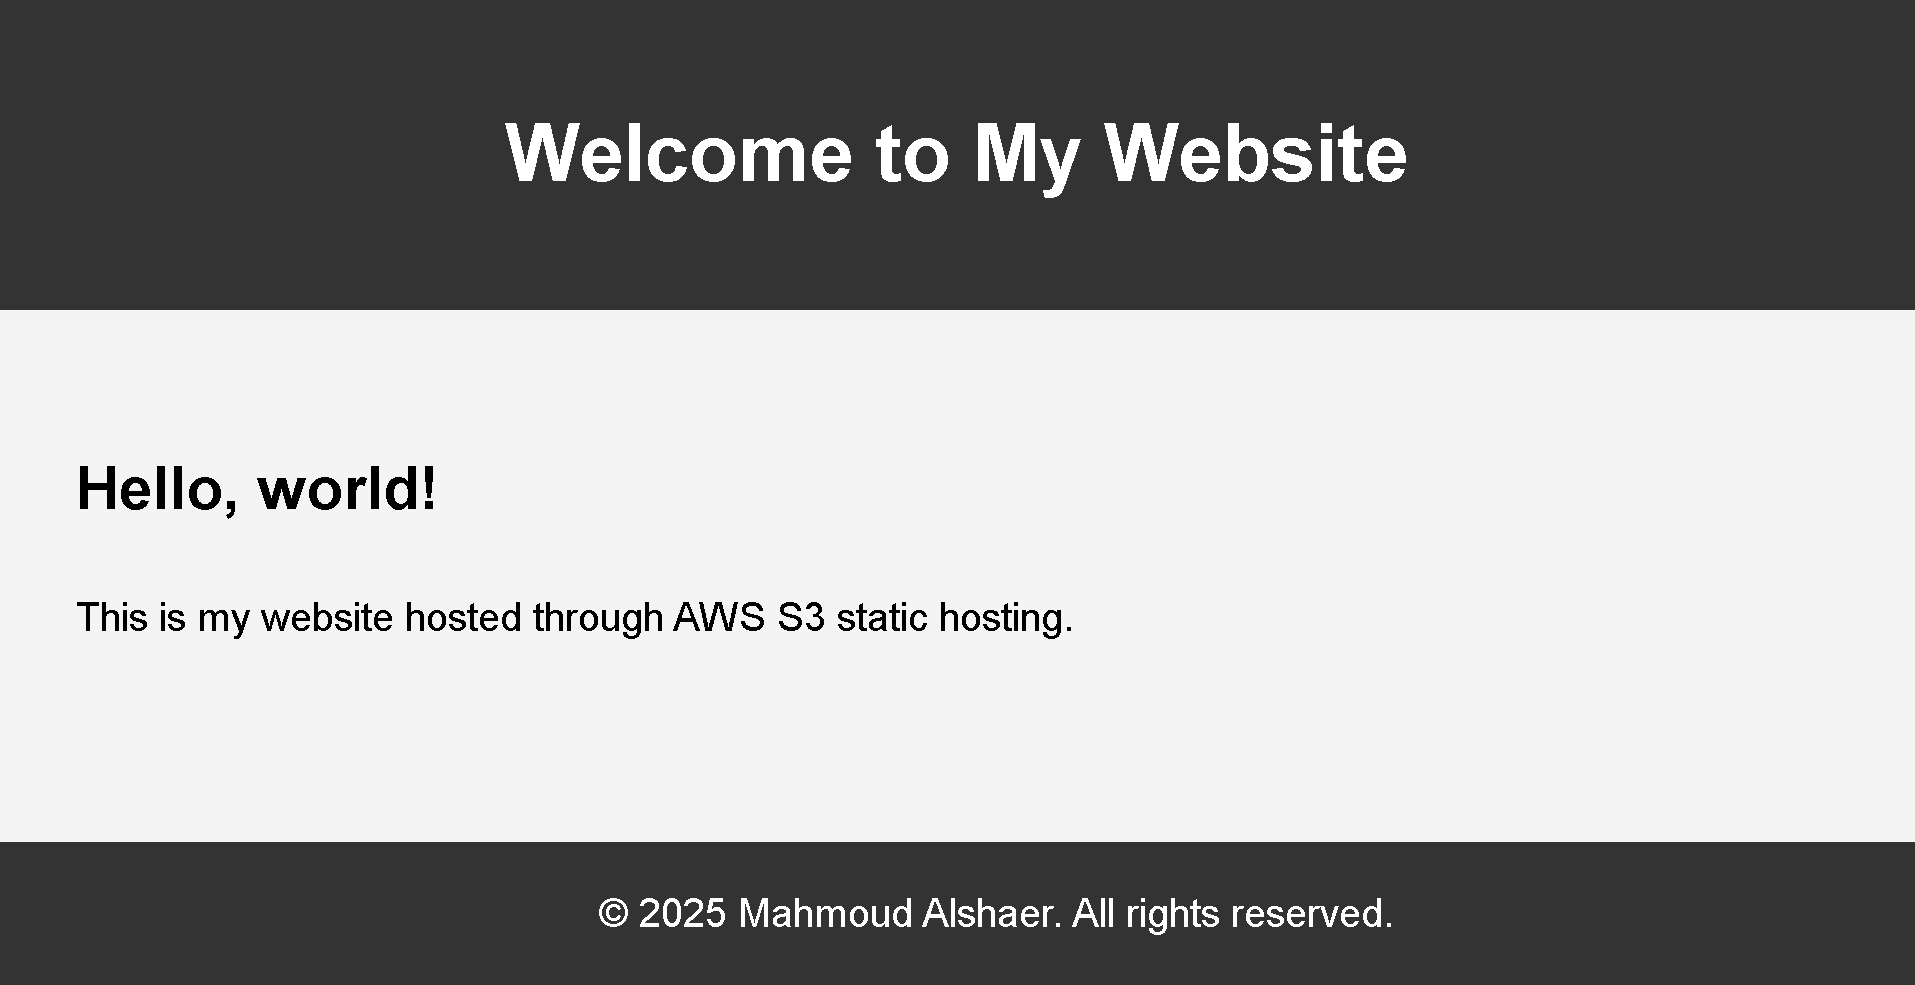 Welcome to My Website
Hello, world!
This is my website hosted through AWS S3 static hosting.
© 2025 Mahmoud Alshaer. All rights reserved.